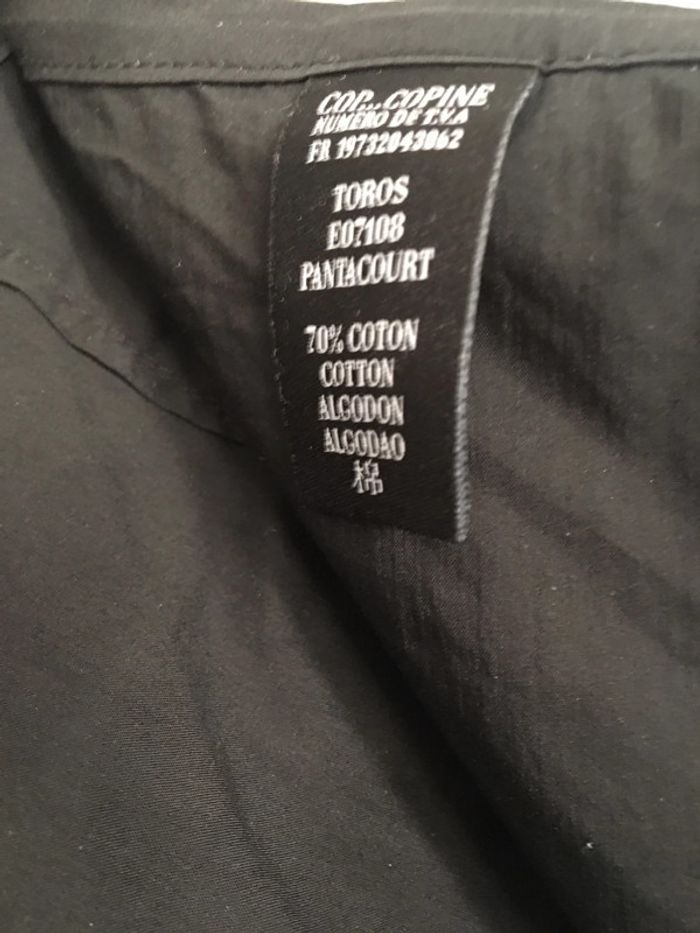 COP...COPINE
NUMERO DE T.V.A
FR 19732043062
TOROS
E07108
PANTACOURT
70% COTON
COTTON
ALGODON
ALGODAO
棉